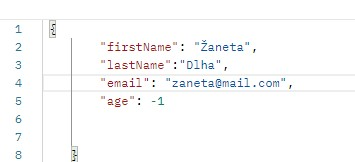 1 {
2 "firstName": "Žaneta",
3 "lastName":"Dlha",
4 "email": "zaneta@mail.com",
5 "age": -1
6
7
8 }